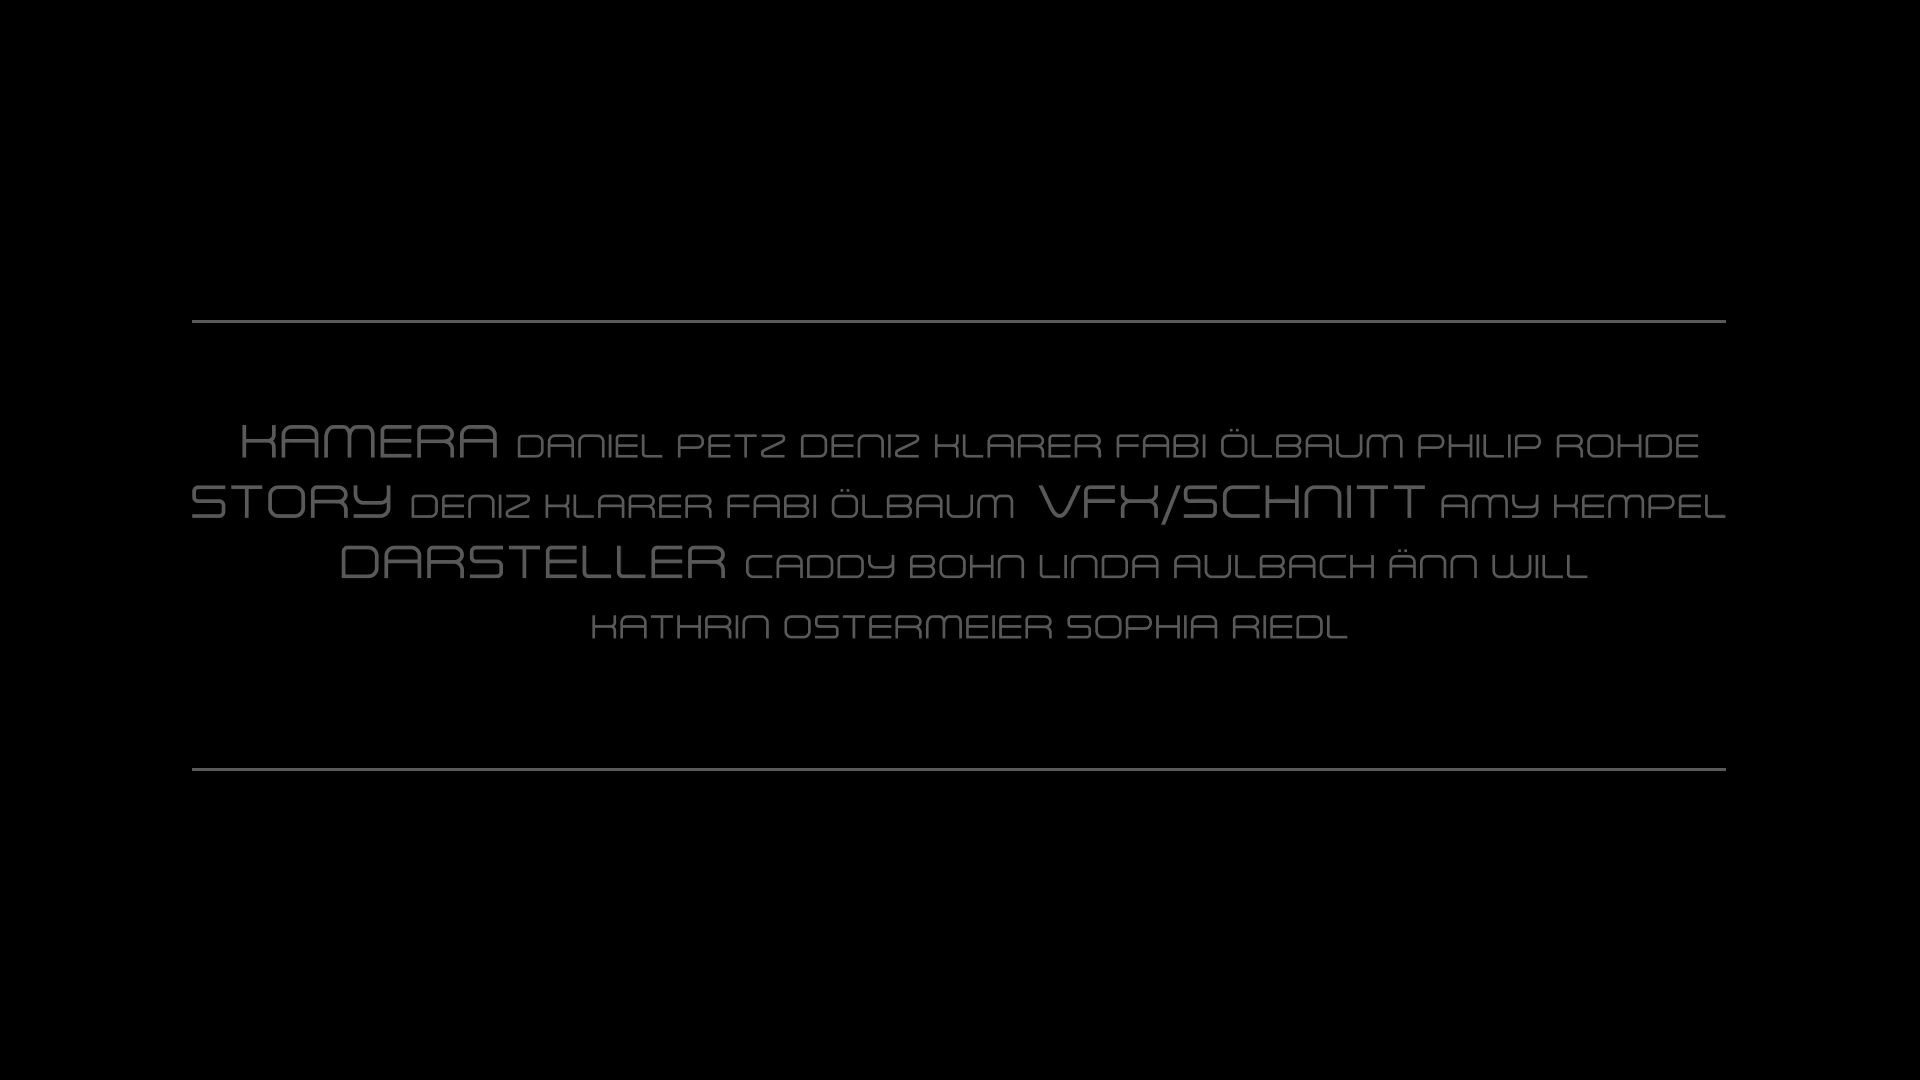 KAMERA DANIEL PETZ DENIZ KLARER FABI ÖLBAUM PHILIP ROHDE
STORY DENIZ KLARER FABI ÖLBAUM VFX/SCHNITT AMY KEMPEL
DARSTELLER CADDY BOHN LINDA AULBACH ÄNN WILL
KATHRIN OSTERMEIER SOPHIA RIEDL